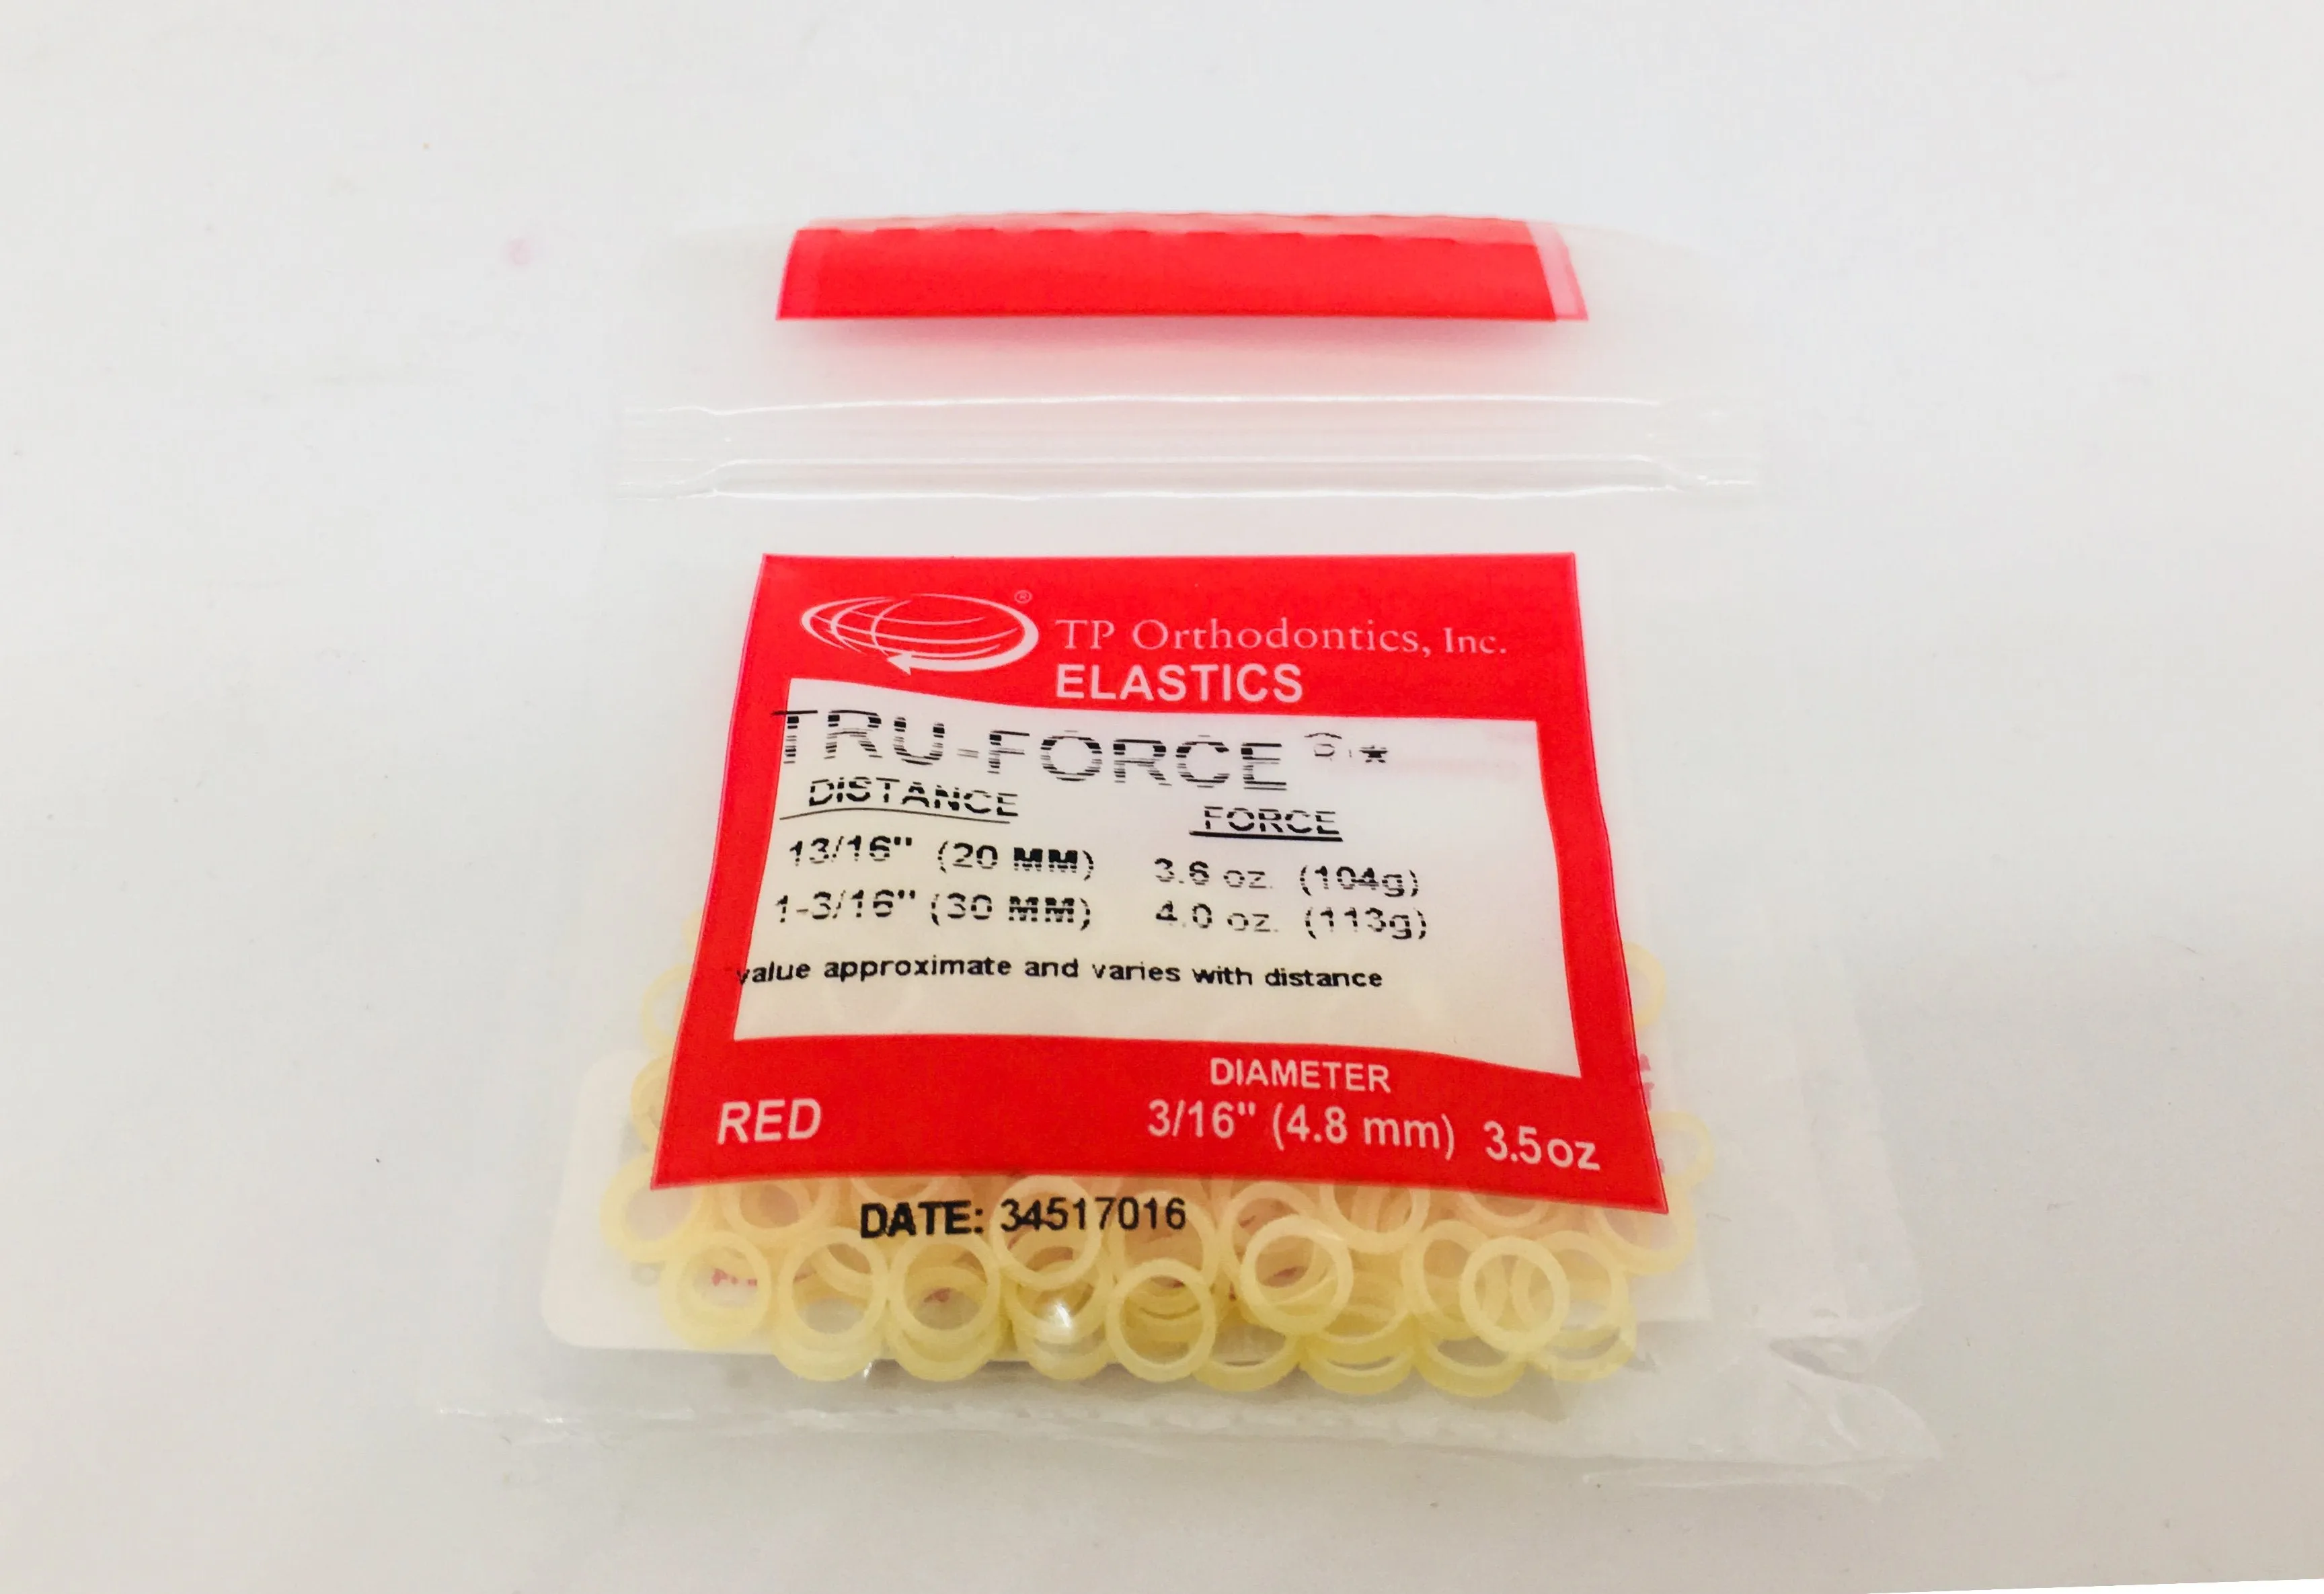 ®
TP Orthodontics, Inc.
ELASTICS
TRU-FORCE *
DISTANCE FORCE
13/16" (20 MM) 3.6 oz. (104g)
1-3/16" (30 MM) 4.0 oz. (113g)
value approximate and varies with distance
DIAMETER
RED 3/16" (4.8 mm) 3.5oz
DATE: 34517016